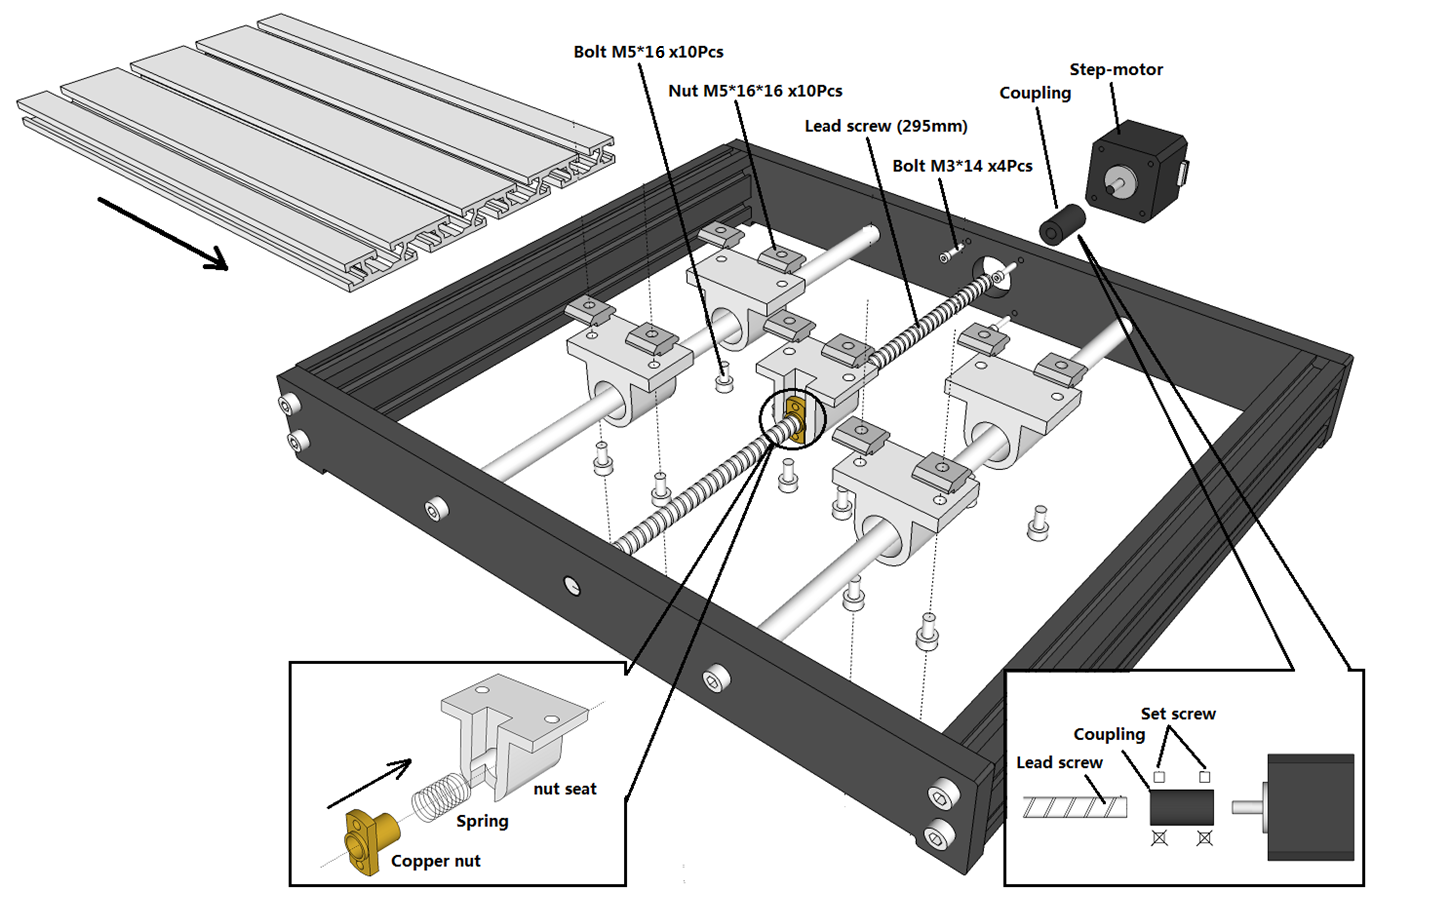 Bolt M5*16 x10Pcs
Nut M5*16*16 x10Pcs
Lead screw (295mm)
Bolt M3*14 x4Pcs
Coupling
Step-motor
nut seat
Spring
Copper nut
Set screw
Coupling
Lead screw